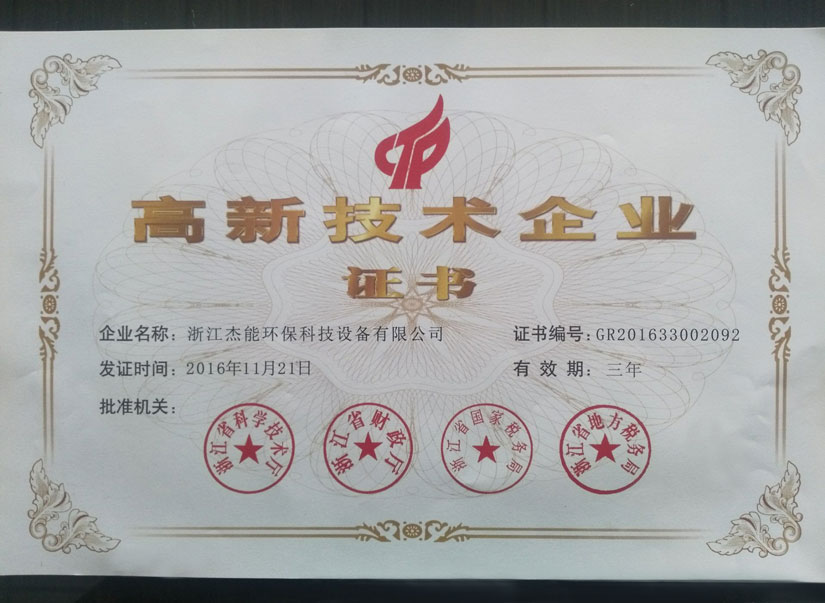 高新技术企业
证书
企业名称：浙江杰能环保科技设备有限公司 证书编号：GR201633002092
发证时间：2016年11月21日 有效期：三年
批准机关：
浙江省科学技术厅 浙江省财政厅 浙江省国家税务局 浙江省地方税务局